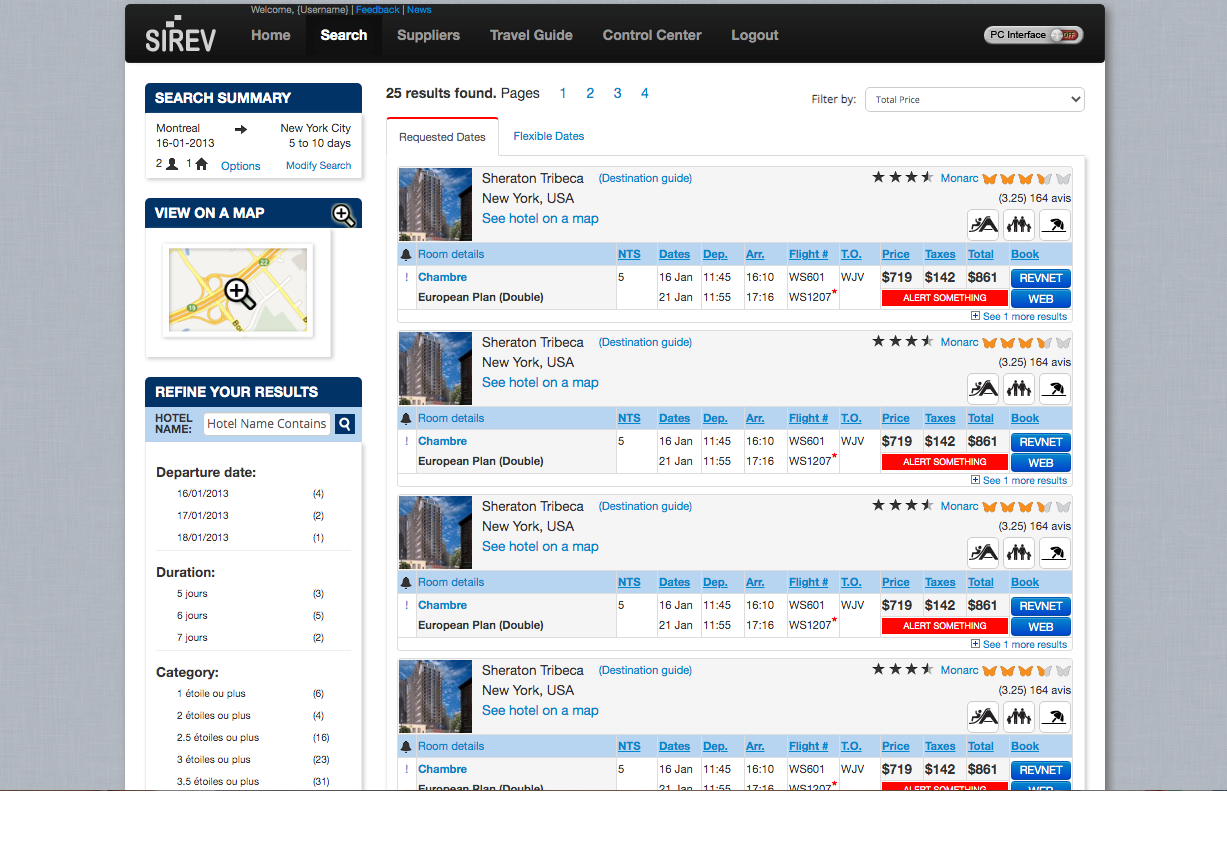 Welcome, {Username} | Feedback | News
SIREV
Home Search Suppliers Travel Guide Control Center Logout
PC Interface OFF
SEARCH SUMMARY
Montreal New York City
16-01-2013 5 to 10 days
2 1 Options Modify Search
VIEW ON A MAP
22
19
Bo
REFINE YOUR RESULTS
HOTEL NAME: Hotel Name Contains
Departure date:
16/01/2013 (4)
17/01/2013 (2)
18/01/2013 (1)
Duration:
5 jours (3)
6 jours (5)
7 jours (2)
Category:
1 étoile ou plus (6)
2 étoiles ou plus (4)
2.5 étoiles ou plus (16)
3 étoiles ou plus (23)
3.5 étoiles ou plus (31)
25 results found. Pages 1 2 3 4
Filter by: Total Price
Requested Dates Flexible Dates
Sheraton Tribeca (Destination guide) Monarc
New York, USA (3.25) 164 avis
See hotel on a map
Room details NTS Dates Dep. Arr. Flight # T.O. Price Taxes Total Book
! Chambre 5 16 Jan 11:45 16:10 WS601 WJV $719 $142 $861 REVNET
European Plan (Double) 21 Jan 11:55 17:16 WS1207* ALERT SOMETHING WEB
See 1 more results
Sheraton Tribeca (Destination guide) Monarc
New York, USA (3.25) 164 avis
See hotel on a map
Room details NTS Dates Dep. Arr. Flight # T.O. Price Taxes Total Book
! Chambre 5 16 Jan 11:45 16:10 WS601 WJV $719 $142 $861 REVNET
European Plan (Double) 21 Jan 11:55 17:16 WS1207* ALERT SOMETHING WEB
See 1 more results
Sheraton Tribeca (Destination guide) Monarc
New York, USA (3.25) 164 avis
See hotel on a map
Room details NTS Dates Dep. Arr. Flight # T.O. Price Taxes Total Book
! Chambre 5 16 Jan 11:45 16:10 WS601 WJV $719 $142 $861 REVNET
European Plan (Double) 21 Jan 11:55 17:16 WS1207* ALERT SOMETHING WEB
See 1 more results
Sheraton Tribeca (Destination guide) Monarc
New York, USA (3.25) 164 avis
See hotel on a map
Room details NTS Dates Dep. Arr. Flight # T.O. Price Taxes Total Book
! Chambre 5 16 Jan 11:45 16:10 WS601 WJV $719 $142 $861 REVNET
European Plan (Double) 21 Jan 11:55 17:16 WS1207* ALERT SOMETHING WEB